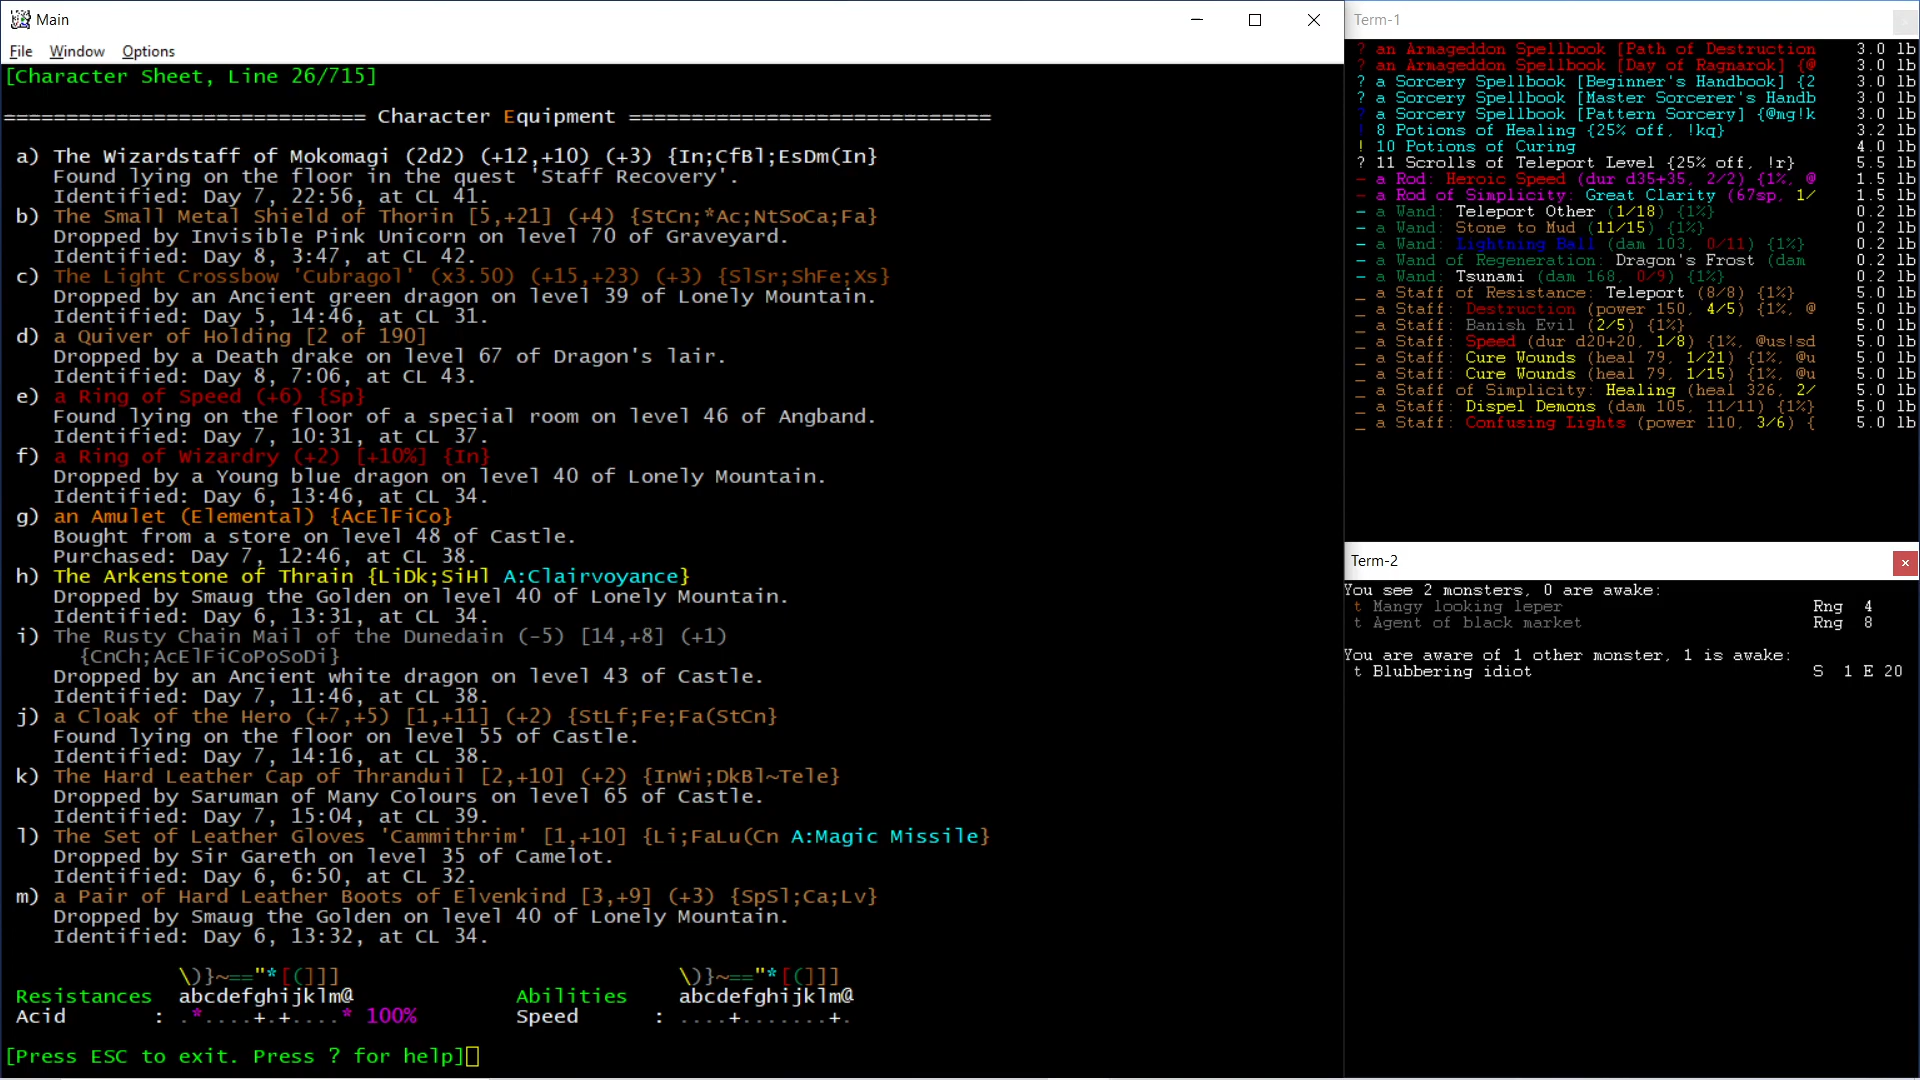 Main
File Window Options
[Character Sheet, Line 26/715]
============================= Character Equipment =============================
a) The Wizardstaff of Mokomagi (2d2) (+12,+10) (+3) {In;CfBl;EsDm(In}
Found lying on the floor in the quest 'Staff Recovery'.
Identified: Day 7, 22:56, at CL 41.
b) The Small Metal Shield of Thorin [5,+21] (+4) {StCn;*Ac;NtSoCa;Fa}
Dropped by Invisible Pink Unicorn on level 70 of Graveyard.
Identified: Day 8, 3:47, at CL 42.
c) The Light Crossbow 'Cubragol' (x3.50) (+15,+23) (+3) {SlSr;ShFe;Xs}
Dropped by an Ancient green dragon on level 39 of Lonely Mountain.
Identified: Day 5, 14:46, at CL 31.
d) a Quiver of Holding [2 of 190]
Dropped by a Death drake on level 67 of Dragon's lair.
Identified: Day 8, 7:06, at CL 43.
e) a Ring of Speed (+6) {Sp}
Found lying on the floor of a special room on level 46 of Angband.
Identified: Day 7, 10:31, at CL 37.
f) a Ring of Wizardry (+2) [+10%] {In}
Dropped by a Young blue dragon on level 40 of Lonely Mountain.
Identified: Day 6, 13:46, at CL 34.
g) an Amulet (Elemental) {AcElFiCo}
Bought from a store on level 48 of Castle.
Purchased: Day 7, 12:46, at CL 38.
h) The Arkenstone of Thrain {LiDk;SiHl A:Clairvoyance}
Dropped by Smaug the Golden on level 40 of Lonely Mountain.
Identified: Day 6, 13:31, at CL 34.
i) The Rusty Chain Mail of the Dunedain (-5) [14,+8] (+1)
{CnCh;AcElFiCoPoSoDi}
Dropped by an Ancient white dragon on level 43 of Castle.
Identified: Day 7, 11:46, at CL 38.
j) a Cloak of the Hero (+7,+5) [1,+11] (+2) {StLf;Fe;Fa(StCn}
Found lying on the floor on level 55 of Castle.
Identified: Day 7, 14:16, at CL 38.
k) The Hard Leather Cap of Thranduil [2,+10] (+2) {InWi;DkBl~Tele}
Dropped by Saruman of Many Colours on level 65 of Castle.
Identified: Day 7, 15:04, at CL 39.
l) The Set of Leather Gloves 'Cammithrim' [1,+10] {Li;FaLu(Cn A:Magic Missile}
Dropped by Sir Gareth on level 35 of Camelot.
Identified: Day 6, 6:50, at CL 32.
m) a Pair of Hard Leather Boots of Elvenkind [3,+9] (+3) {SpSl;Ca;Lv}
Dropped by Smaug the Golden on level 40 of Lonely Mountain.
Identified: Day 6, 13:32, at CL 34.
\)}~=="*[(]]] \)}~=="*[(]]]
Resistances abcdefghijklm@ Abilities abcdefghijklm@
Acid : .*....+.+....* 100% Speed : ....+.......+.
[Press ESC to exit. Press ? for help]
Term-1
? an Armageddon Spellbook [Path of Destruction 3.0 lb
? an Armageddon Spellbook [Day of Ragnarok] {@ 3.0 lb
? a Sorcery Spellbook [Beginner's Handbook] {2 3.0 lb
? a Sorcery Spellbook [Master Sorcerer's Handb 3.0 lb
? a Sorcery Spellbook [Pattern Sorcery] {@mg!k 3.0 lb
! 8 Potions of Healing {25% off, !kq} 3.2 lb
! 10 Potions of Curing 4.0 lb
? 11 Scrolls of Teleport Level {25% off, !r} 5.5 lb
- a Rod: Heroic Speed (dur d35+35, 2/2) {1%, @ 1.5 lb
- a Rod of Simplicity: Great Clarity (67sp, 1/ 1.5 lb
- a Wand: Teleport Other (1/18) {1%} 0.2 lb
- a Wand: Stone to Mud (11/15) {1%} 0.2 lb
- a Wand: Lightning Ball (dam 103, 0/11) {1%} 0.2 lb
- a Wand of Regeneration: Dragon's Frost (dam 0.2 lb
- a Wand: Tsunami (dam 168, 0/9) {1%} 0.2 lb
_ a Staff of Resistance: Teleport (8/8) {1%} 5.0 lb
_ a Staff: Destruction (power 150, 4/5) {1%, @ 5.0 lb
_ a Staff: Banish Evil (2/5) {1%} 5.0 lb
_ a Staff: Speed (dur d20+20, 1/8) {1%, @us!sd 5.0 lb
_ a Staff: Cure Wounds (heal 79, 1/21) {1%, @u 5.0 lb
_ a Staff: Cure Wounds (heal 79, 1/15) {1%, @u 5.0 lb
_ a Staff of Simplicity: Healing (heal 326, 2/ 5.0 lb
_ a Staff: Dispel Demons (dam 105, 11/11) {1%} 5.0 lb
_ a Staff: Confusing Lights (power 110, 3/6) { 5.0 lb
Term-2
You see 2 monsters, 0 are awake:
t Mangy looking leper Rng 4
t Agent of black market Rng 8
You are aware of 1 other monster, 1 is awake:
t Blubbering idiot S 1 E 20